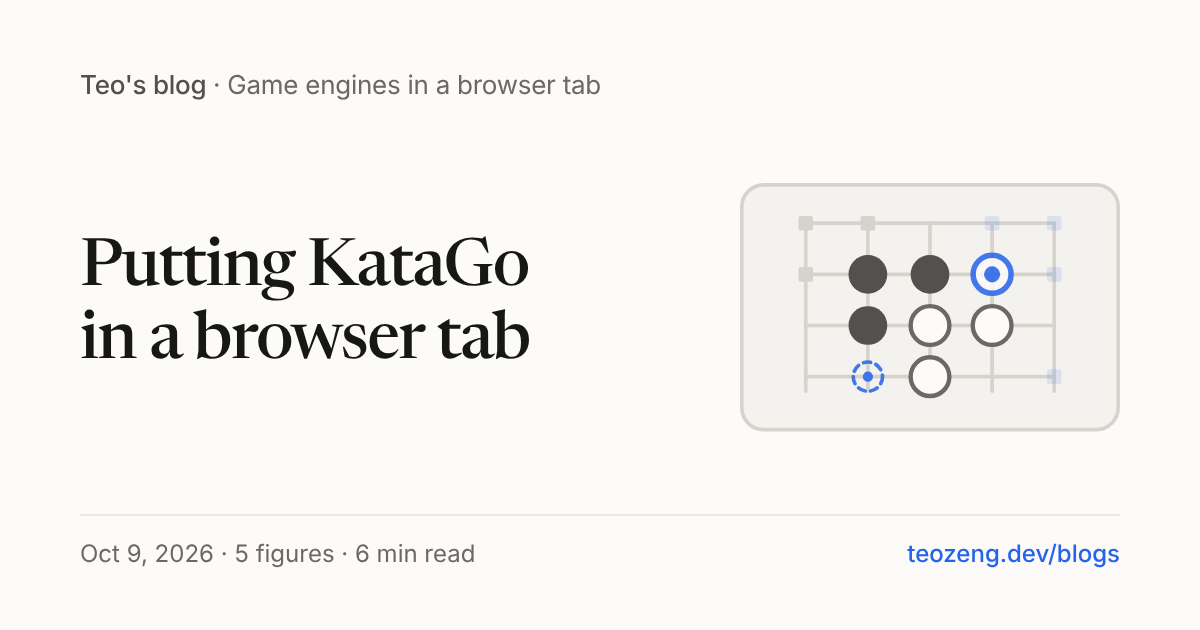 Teo's blog · Game engines in a browser tab
Putting KataGo
in a browser tab
Oct 9, 2026 · 5 figures · 6 min read
teozeng.dev/blogs